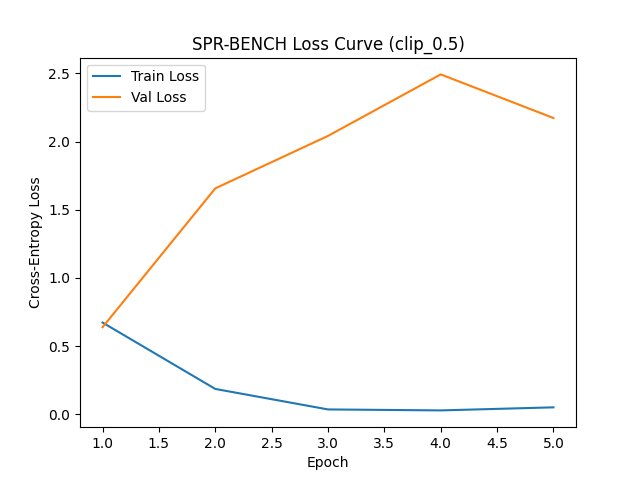 SPR-BENCH Loss Curve (clip_0.5)
Train Loss
Val Loss
Cross-Entropy Loss
2.5
2.0
1.5
1.0
0.5
0.0
1.0 1.5 2.0 2.5 3.0 3.5 4.0 4.5 5.0
Epoch